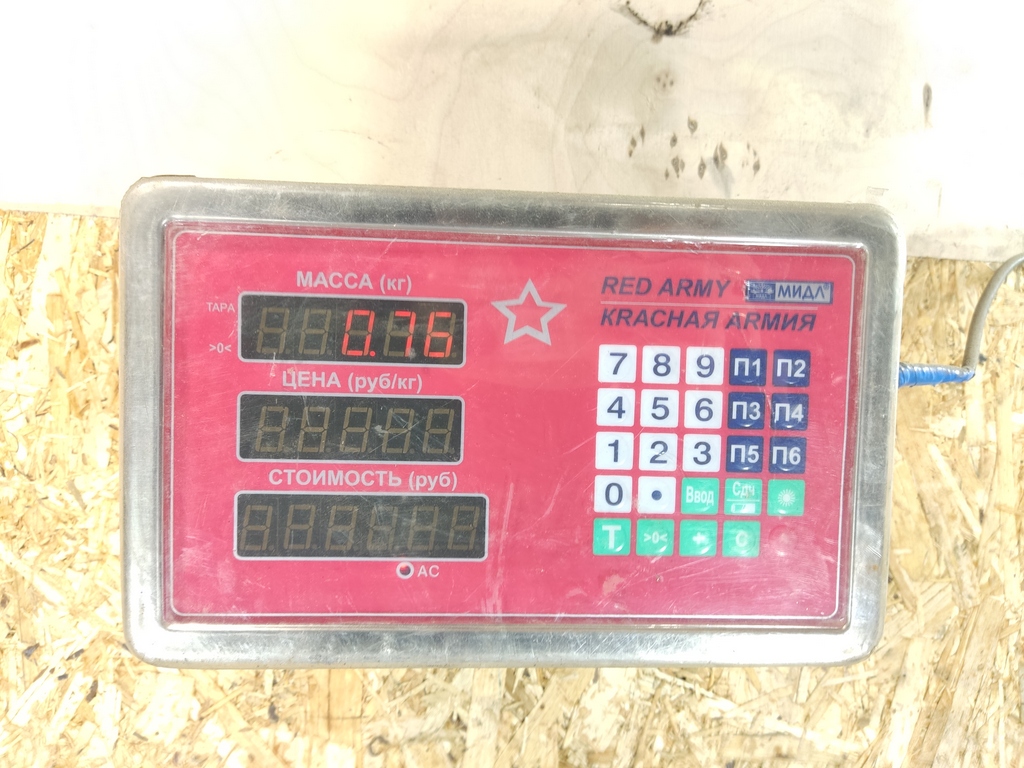 МАССА (кг)
ТАРА
>0<
0.76
ЦЕНА (руб/кг)
СТОИМОСТЬ (руб)
AC
RED ARMY МИДЛ
КRАСНАЯ АRМИЯ
7 8 9 П1 П2
4 5 6 П3 П4
1 2 3 П5 П6
0 • Ввод Сдч
T >0< + C